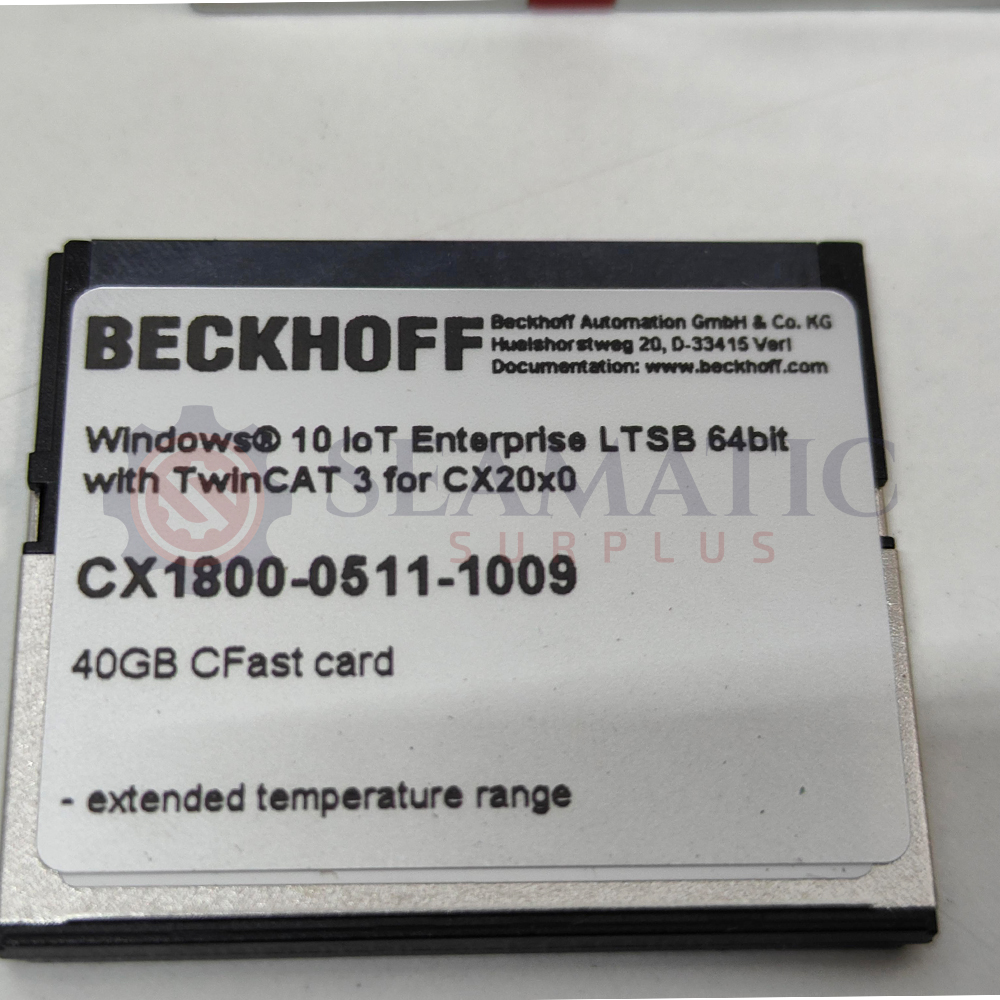 BECKHOFF
Beckhoff Automation GmbH & Co. KG
Huelshorstweg 20, D-33415 Verl
Documentation: www.beckhoff.com
Windows® 10 IoT Enterprise LTSB 64bit
with TwinCAT 3 for CX20x0
SEAMATIC
SURPLUS
CX1800-0511-1009
40GB CFast card
- extended temperature range